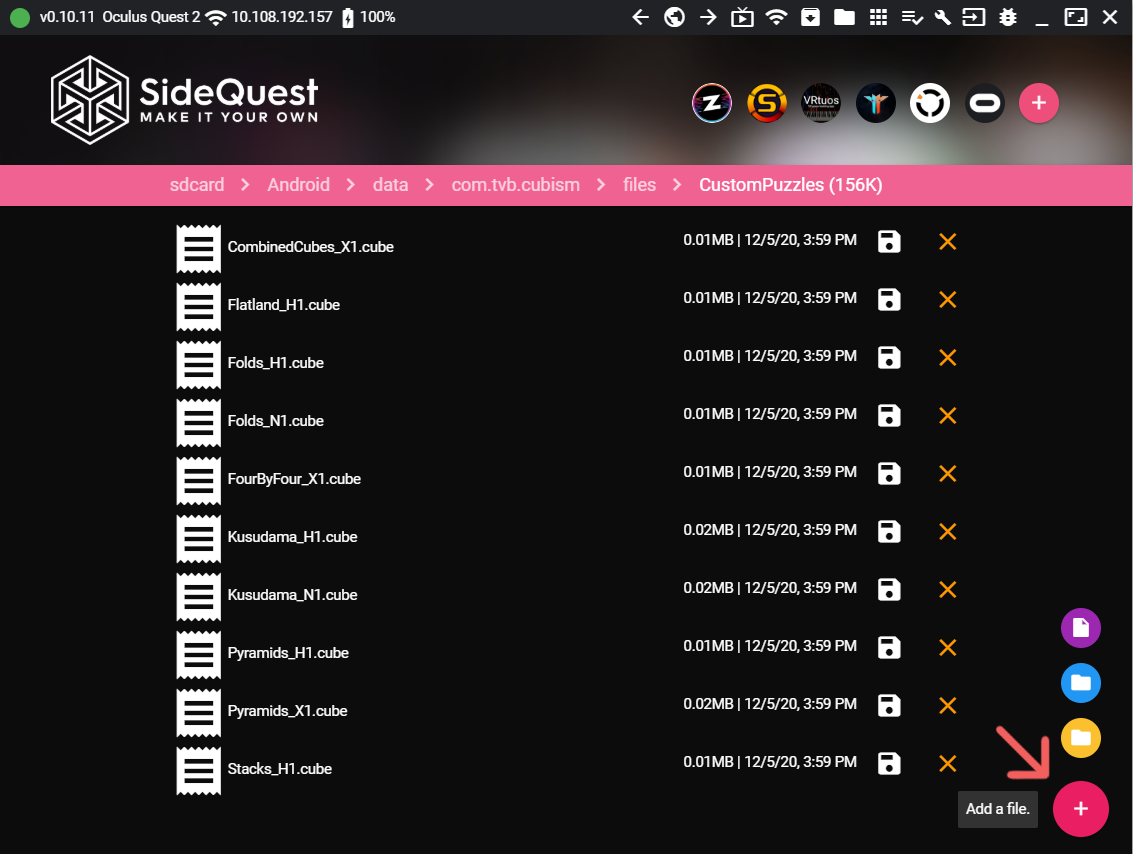 v0.10.11 Oculus Quest 2 10.108.192.157 100%
SideQuest
MAKE IT YOUR OWN
VRtuos
sdcard Android data com.tvb.cubism files CustomPuzzles (156K)
CombinedCubes_X1.cube 0.01MB | 12/5/20, 3:59 PM
Flatland_H1.cube 0.01MB | 12/5/20, 3:59 PM
Folds_H1.cube 0.01MB | 12/5/20, 3:59 PM
Folds_N1.cube 0.01MB | 12/5/20, 3:59 PM
FourByFour_X1.cube 0.01MB | 12/5/20, 3:59 PM
Kusudama_H1.cube 0.02MB | 12/5/20, 3:59 PM
Kusudama_N1.cube 0.02MB | 12/5/20, 3:59 PM
Pyramids_H1.cube 0.01MB | 12/5/20, 3:59 PM
Pyramids_X1.cube 0.02MB | 12/5/20, 3:59 PM
Stacks_H1.cube 0.01MB | 12/5/20, 3:59 PM
Add a file.